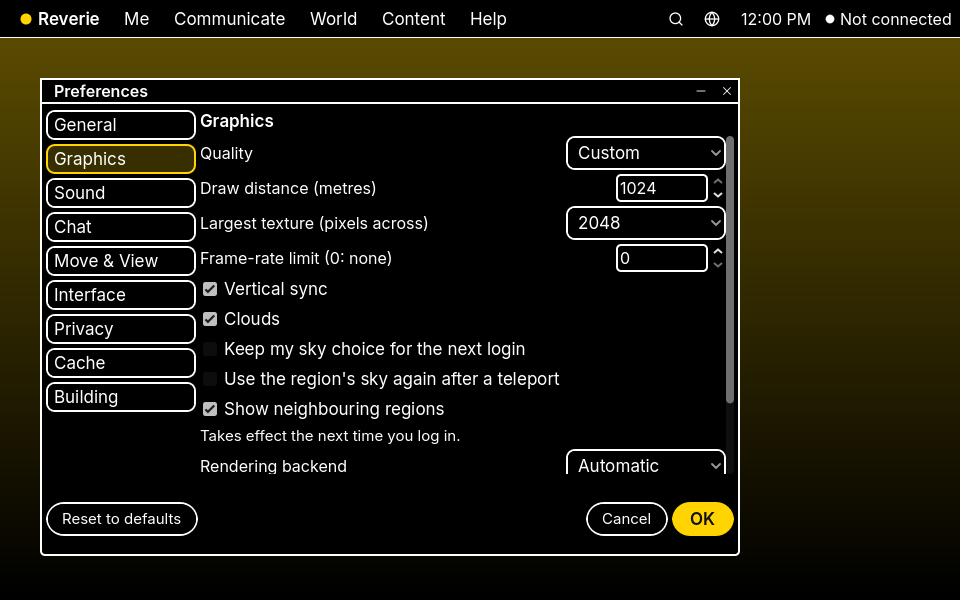 Reverie Me Communicate World Content Help 12:00 PM Not connected
Preferences
General
Graphics
Sound
Chat
Move & View
Interface
Privacy
Cache
Building
Graphics
Quality Custom
Draw distance (metres) 1024
Largest texture (pixels across) 2048
Frame-rate limit (0: none) 0
Vertical sync
Clouds
Keep my sky choice for the next login
Use the region's sky again after a teleport
Show neighbouring regions
Takes effect the next time you log in.
Rendering backend Automatic
Reset to defaults Cancel OK